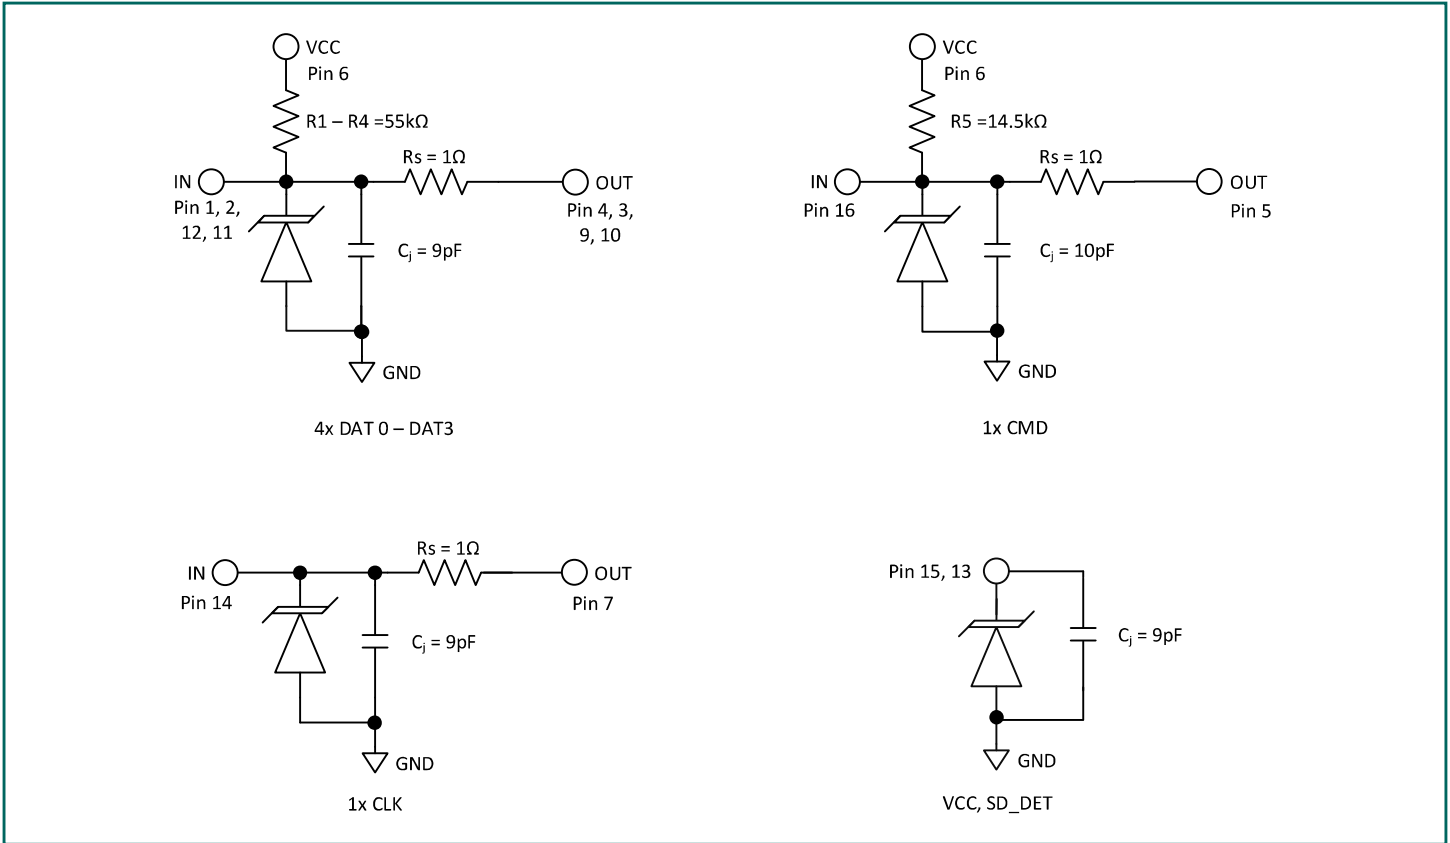 VCC
Pin 6
R1 – R4 =55kΩ
Rs = 1Ω
IN
OUT
Pin 1, 2,
12, 11
Pin 4, 3,
9, 10
Cj = 9pF
GND
4x DAT 0 – DAT3
VCC
Pin 6
R5 =14.5kΩ
Rs = 1Ω
IN
OUT
Pin 16
Pin 5
Cj = 10pF
GND
1x CMD
Rs = 1Ω
IN
OUT
Pin 14
Pin 7
Cj = 9pF
GND
1x CLK
Pin 15, 13
Cj = 9pF
GND
VCC, SD_DET